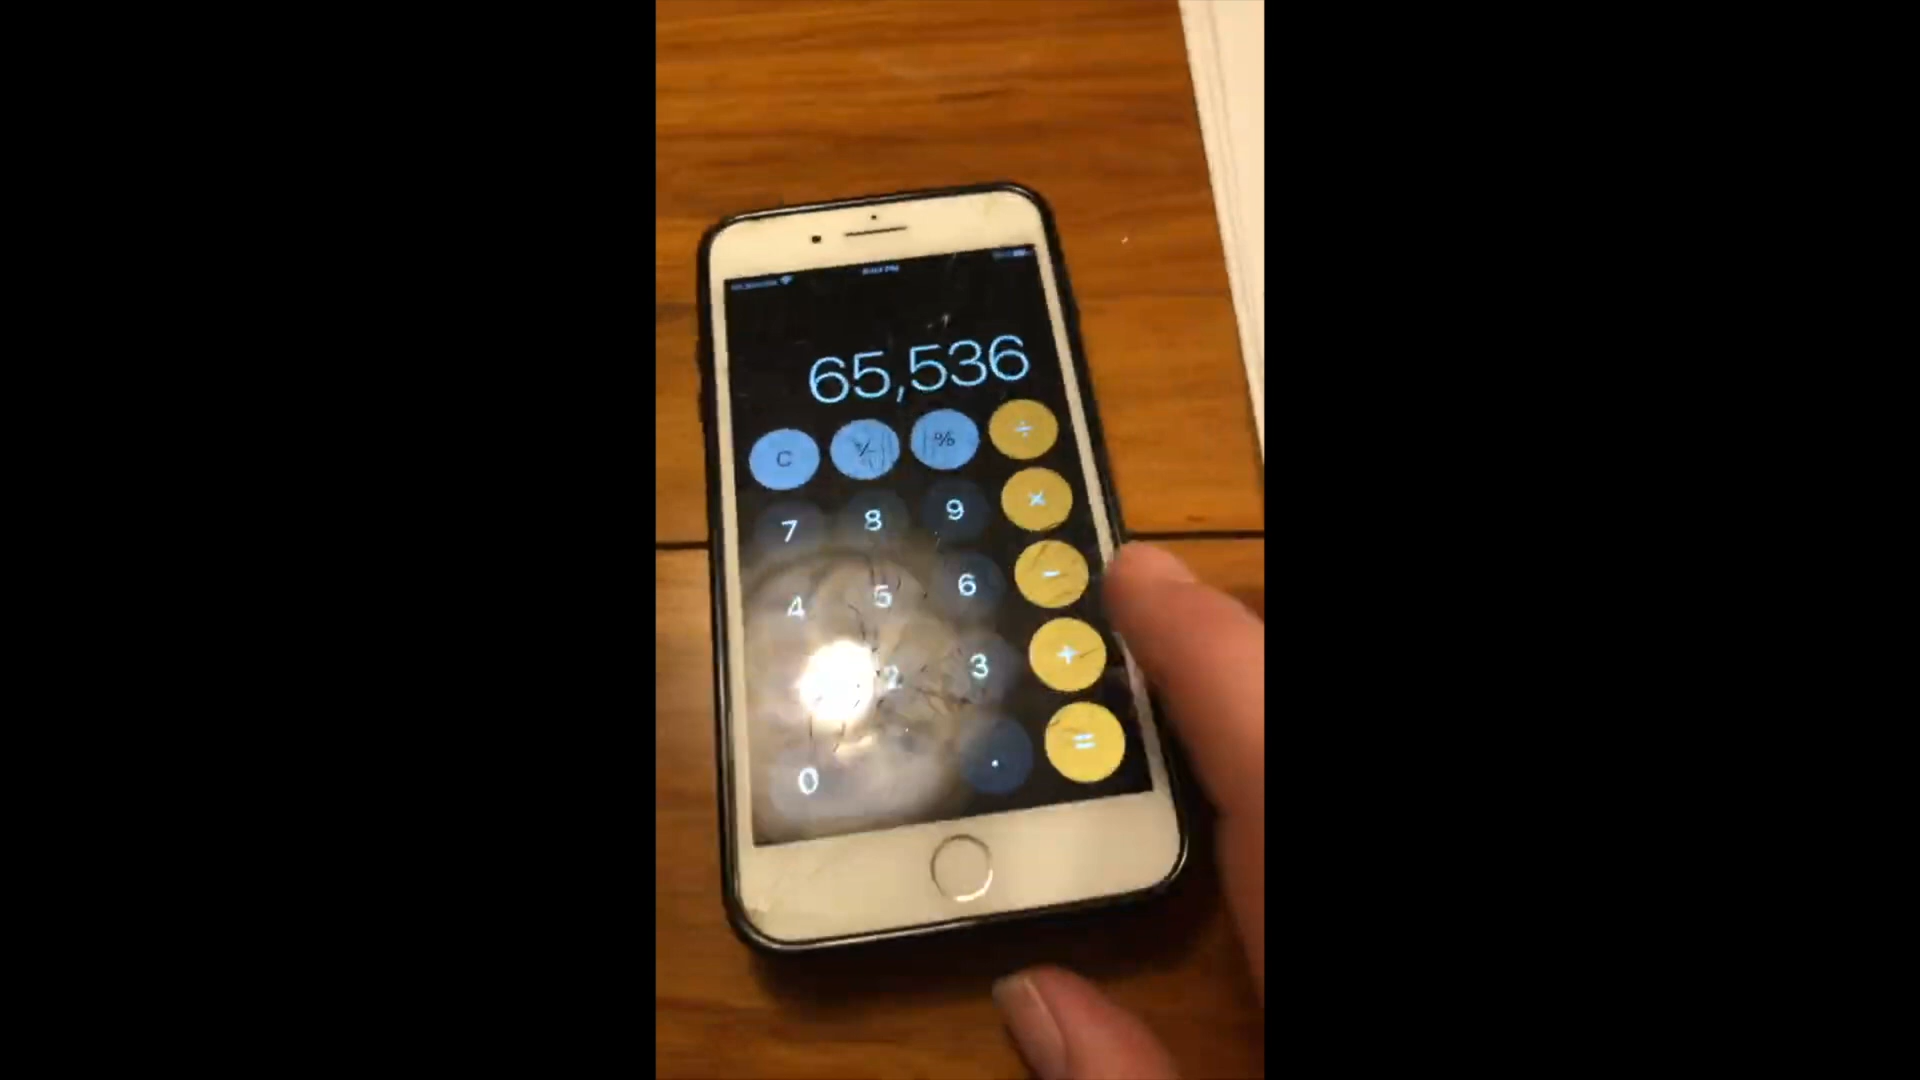 65,536
C ⁺∕₋ % ÷
7 8 9 ×
4 5 6 −
2 3 +
0 . =